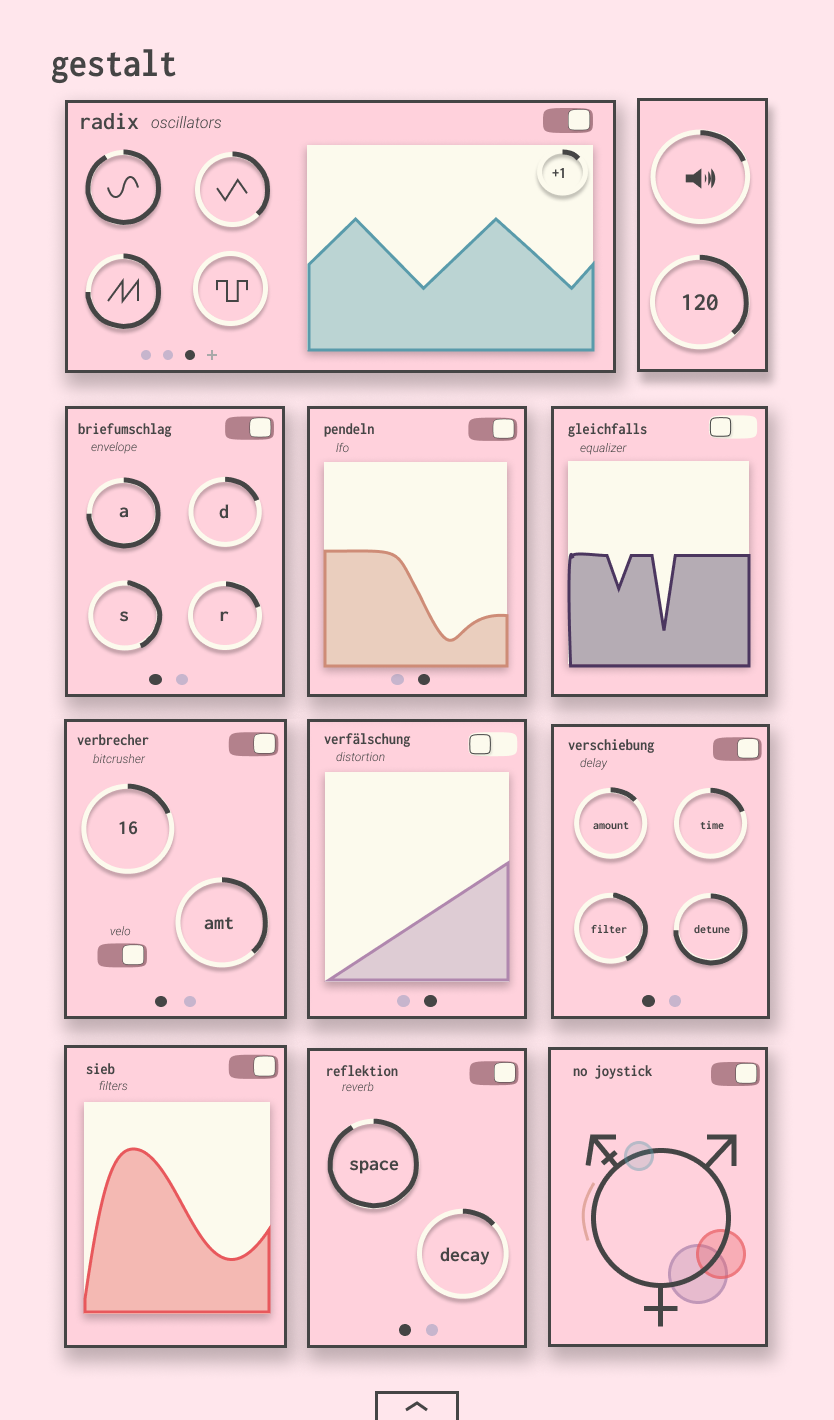 gestalt
radix oscillators
+1
120
briefumschlag
envelope
a
d
s
r
pendeln
lfo
gleichfalls
equalizer
verbrecher
bitcrusher
16
amt
velo
verfälschung
distortion
verschiebung
delay
amount
time
filter
detune
sieb
filters
reflektion
reverb
space
decay
no joystick